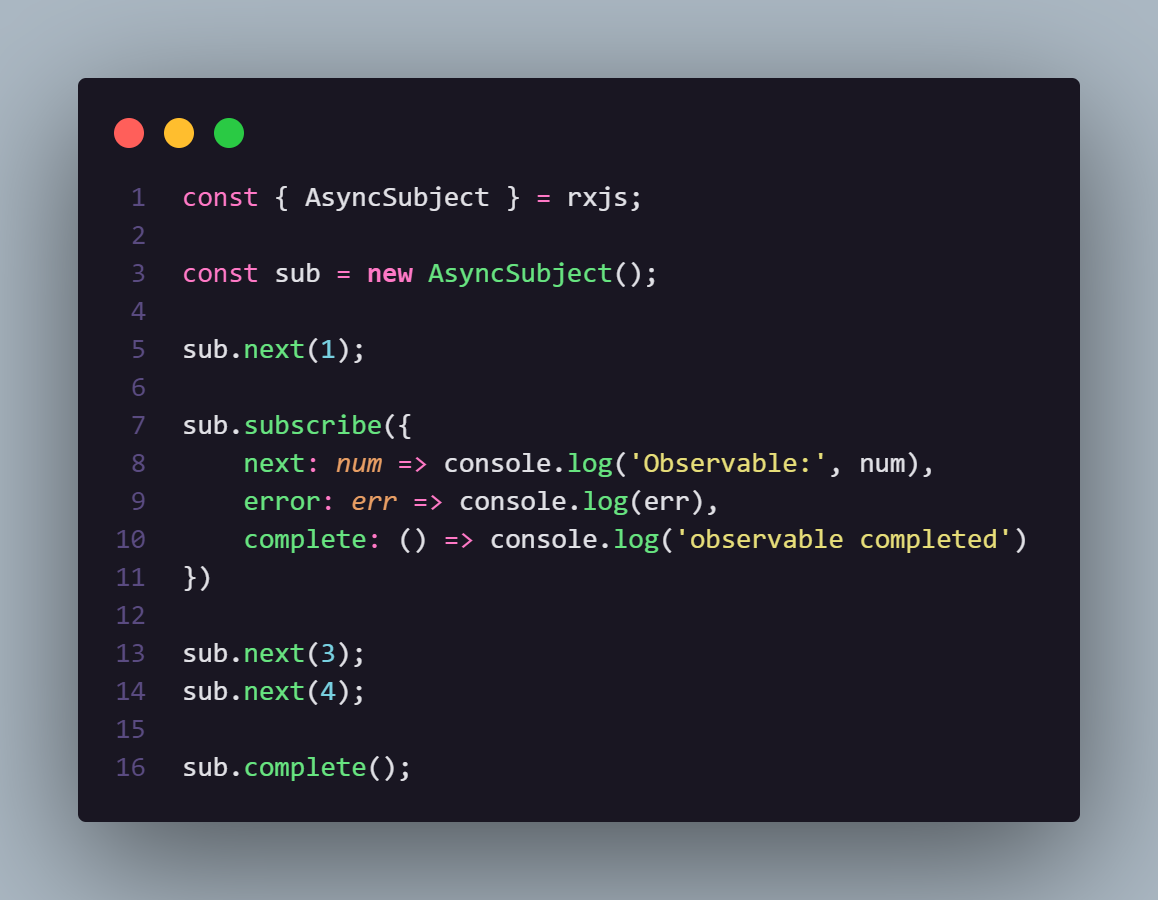 1 const { AsyncSubject } = rxjs;
2
3 const sub = new AsyncSubject();
4
5 sub.next(1);
6
7 sub.subscribe({
8     next: num => console.log('Observable:', num),
9     error: err => console.log(err),
10     complete: () => console.log('observable completed')
11 })
12
13 sub.next(3);
14 sub.next(4);
15
16 sub.complete();